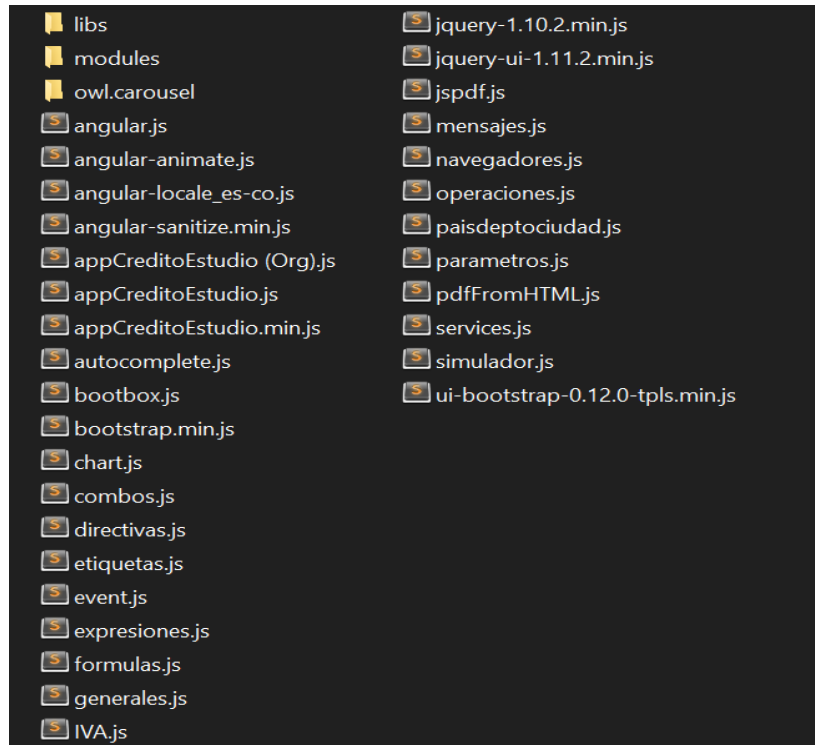 libs
modules
owl.carousel
angular.js
angular-animate.js
angular-locale_es-co.js
angular-sanitize.min.js
appCreditoEstudio (Org).js
appCreditoEstudio.js
appCreditoEstudio.min.js
autocomplete.js
bootbox.js
bootstrap.min.js
chart.js
combos.js
directivas.js
etiquetas.js
event.js
expresiones.js
formulas.js
generales.js
IVA.js
jquery-1.10.2.min.js
jquery-ui-1.11.2.min.js
jspdf.js
mensajes.js
navegadores.js
operaciones.js
paisdeptociudad.js
parametros.js
pdfFromHTML.js
services.js
simulador.js
ui-bootstrap-0.12.0-tpls.min.js